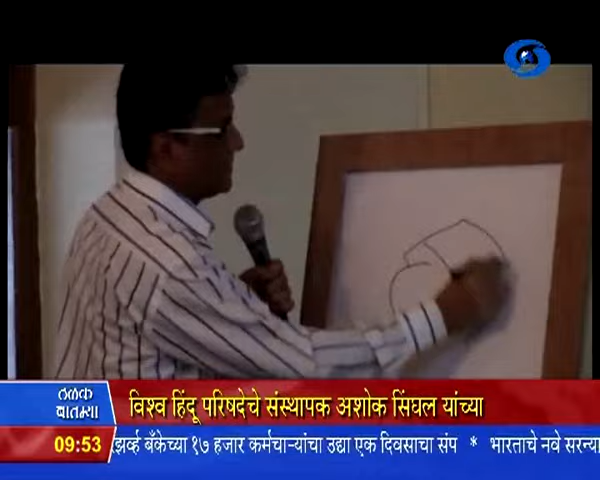 ठळक
बातम्या
विश्व हिंदू परिषदेचे संस्थापक अशोक सिंघल यांच्या
09:53
झर्व्ह बँकेच्या १७ हजार कर्मचाऱ्यांचा उद्या एक दिवसाचा संप * भारताचे नवे सरन्या